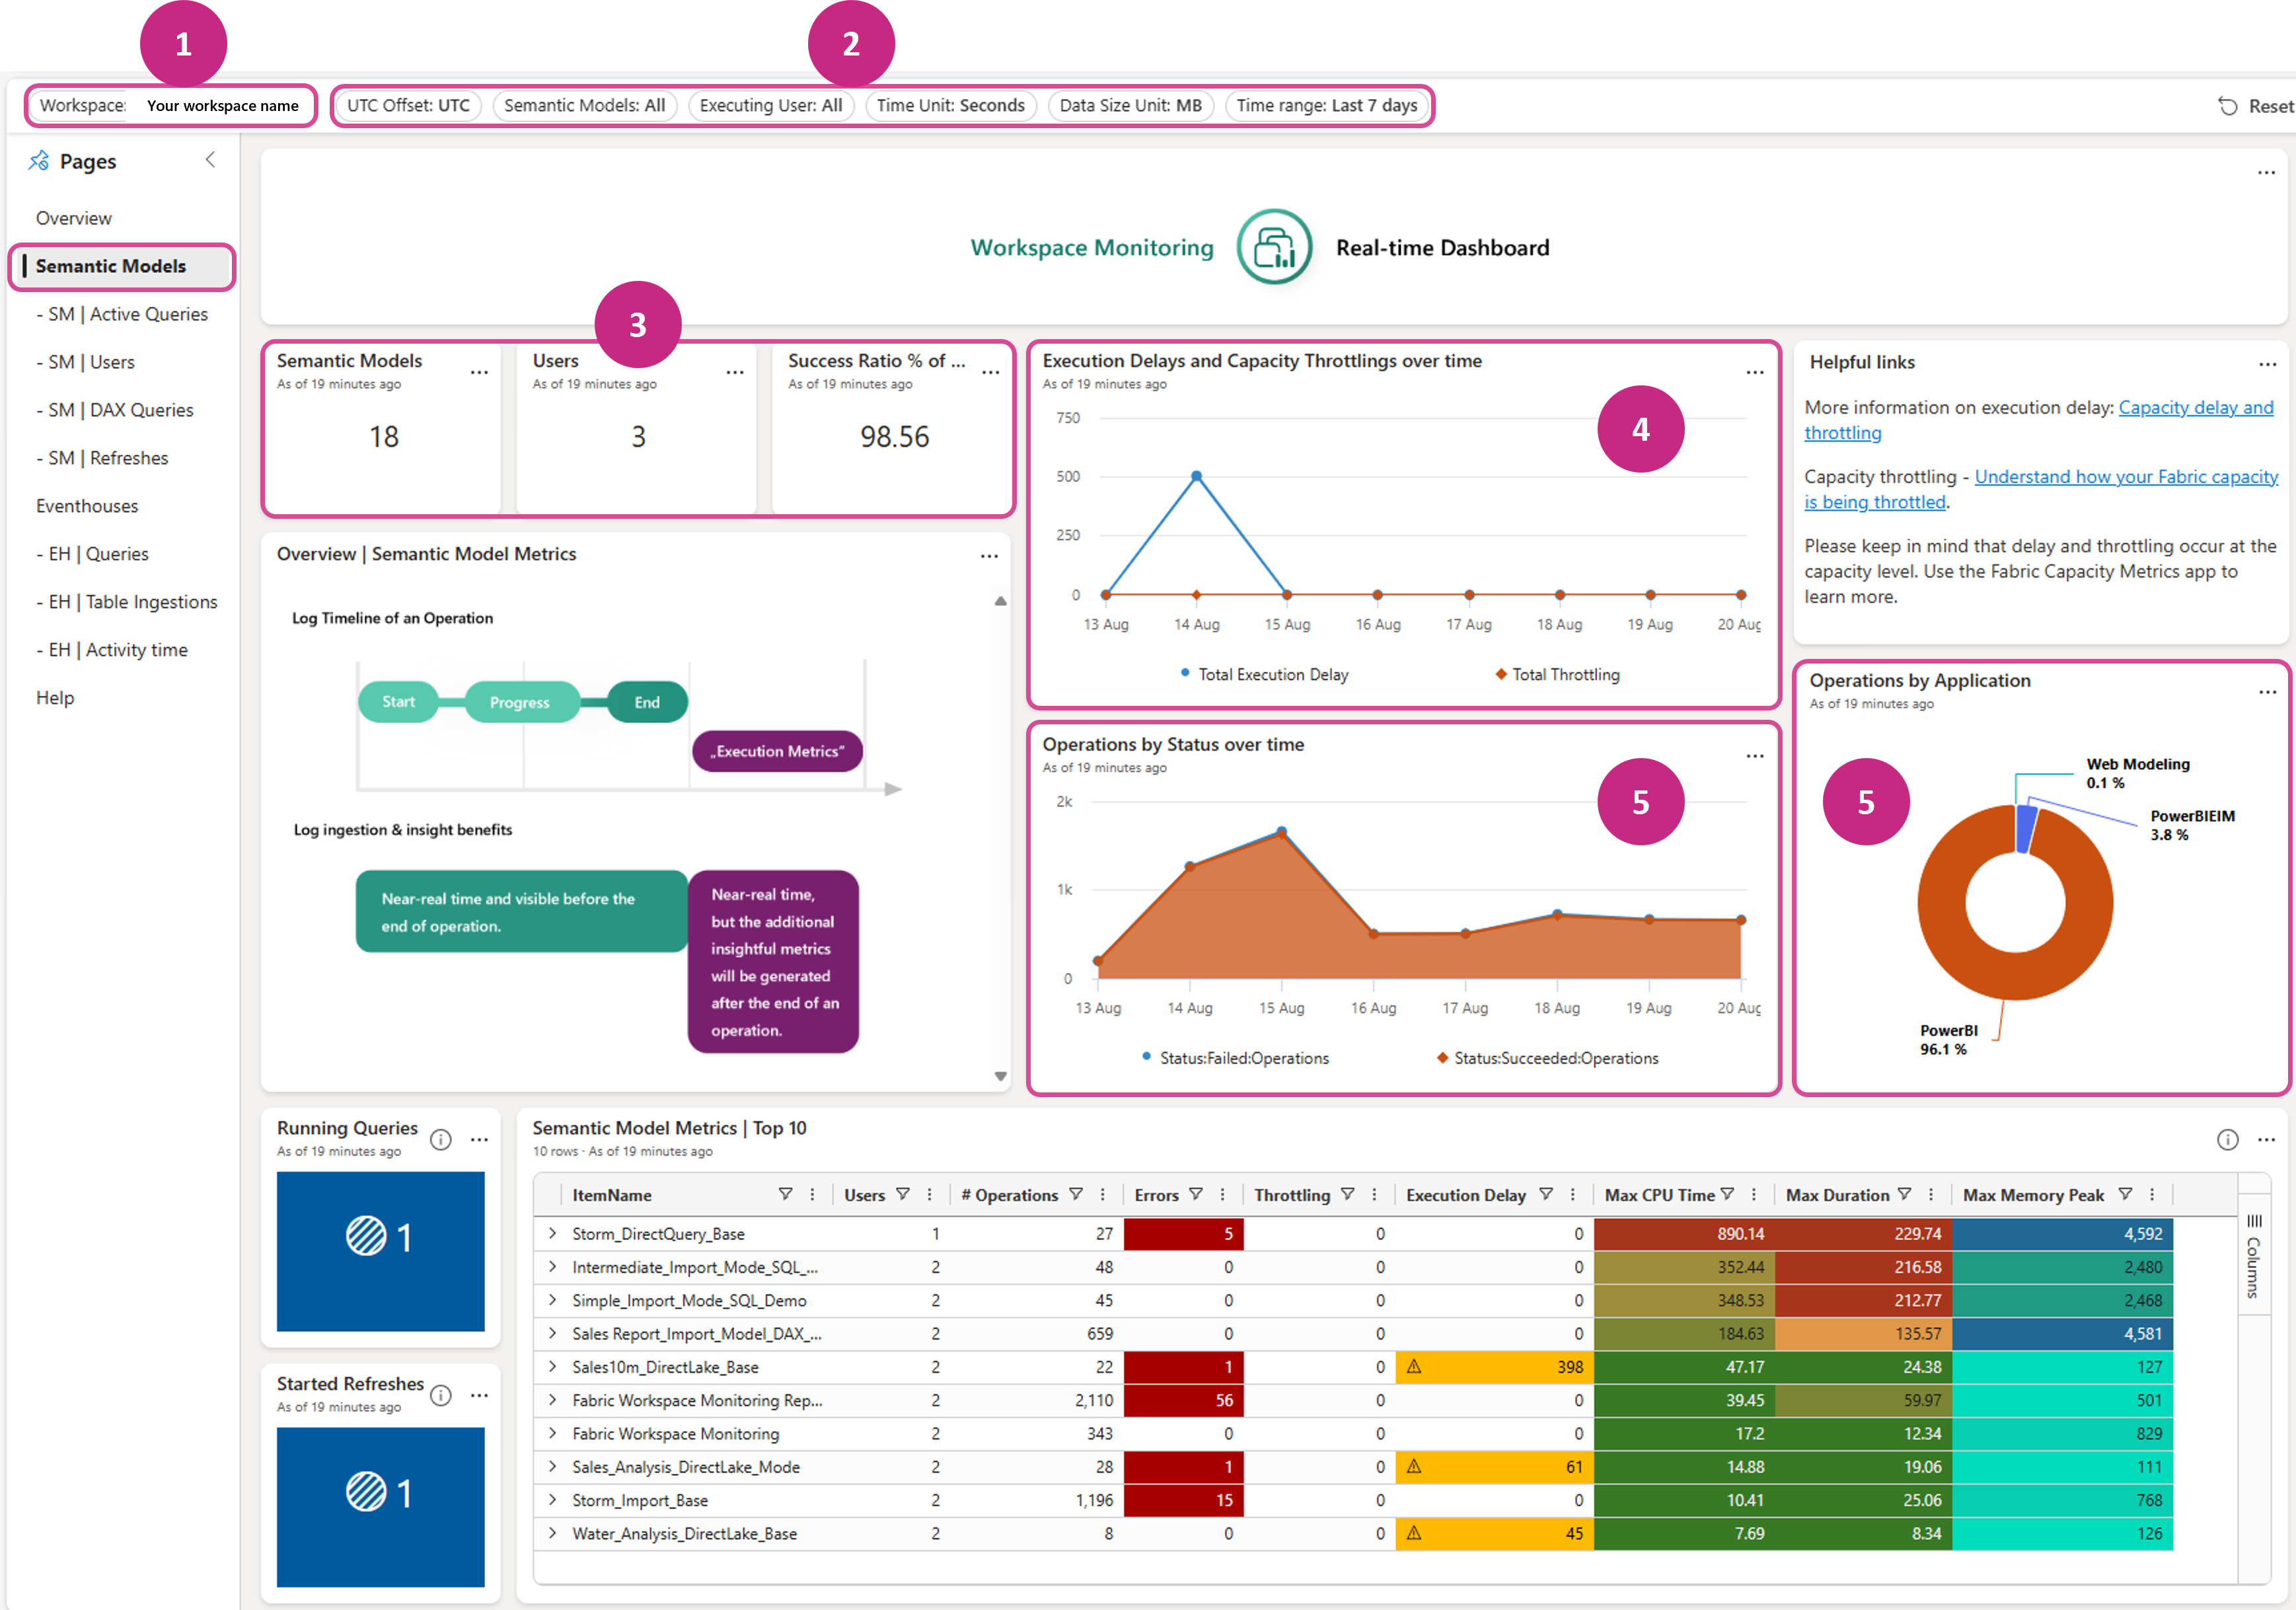 1
2
Workspace: Your workspace name
UTC Offset: UTC
Semantic Models: All
Executing User: All
Time Unit: Seconds
Data Size Unit: MB
Time range: Last 7 days
Reset
Pages
Overview
Semantic Models
- SM | Active Queries
- SM | Users
- SM | DAX Queries
- SM | Refreshes
Eventhouses
- EH | Queries
- EH | Table Ingestions
- EH | Activity time
Help
Workspace Monitoring
Real-time Dashboard
3
Semantic Models
As of 19 minutes ago
18
Users
As of 19 minutes ago
3
Success Ratio % of ...
As of 19 minutes ago
98.56
Execution Delays and Capacity Throttlings over time
As of 19 minutes ago
4
750
500
250
0
13 Aug 14 Aug 15 Aug 16 Aug 17 Aug 18 Aug 19 Aug 20 Aug
Total Execution Delay
Total Throttling
Helpful links
More information on execution delay: Capacity delay and
throttling
Capacity throttling - Understand how your Fabric capacity
is being throttled.
Please keep in mind that delay and throttling occur at the
capacity level. Use the Fabric Capacity Metrics app to
learn more.
Overview | Semantic Model Metrics
Log Timeline of an Operation
Start
Progress
End
„Execution Metrics“
Log ingestion & insight benefits
Near-real time and visible before the
end of operation.
Near-real time,
but the additional
insightful metrics
will be generated
after the end of an
operation.
Operations by Status over time
As of 19 minutes ago
5
2k
1k
0
13 Aug 14 Aug 15 Aug 16 Aug 17 Aug 18 Aug 19 Aug 20 Aug
Status:Failed:Operations
Status:Succeeded:Operations
Operations by Application
As of 19 minutes ago
5
Web Modeling
0.1 %
PowerBIEIM
3.8 %
PowerBI
96.1 %
Running Queries
As of 19 minutes ago
1
Started Refreshes
As of 19 minutes ago
1
Semantic Model Metrics | Top 10
10 rows · As of 19 minutes ago
ItemName Users # Operations Errors Throttling Execution Delay Max CPU Time Max Duration Max Memory Peak
Storm_DirectQuery_Base 1 27 5 0 0 890.14 229.74 4,592
Intermediate_Import_Mode_SQL_... 2 48 0 0 0 352.44 216.58 2,480
Simple_Import_Mode_SQL_Demo 2 45 0 0 0 348.53 212.77 2,468
Sales Report_Import_Model_DAX_... 2 659 0 0 0 184.63 135.57 4,581
Sales10m_DirectLake_Base 2 22 1 0 398 47.17 24.38 127
Fabric Workspace Monitoring Rep... 2 2,110 56 0 0 39.45 59.97 501
Fabric Workspace Monitoring 2 343 0 0 0 17.2 12.34 829
Sales_Analysis_DirectLake_Mode 2 28 1 0 61 14.88 19.06 111
Storm_Import_Base 2 1,196 15 0 0 10.41 25.06 768
Water_Analysis_DirectLake_Base 2 8 0 0 45 7.69 8.34 126
Columns